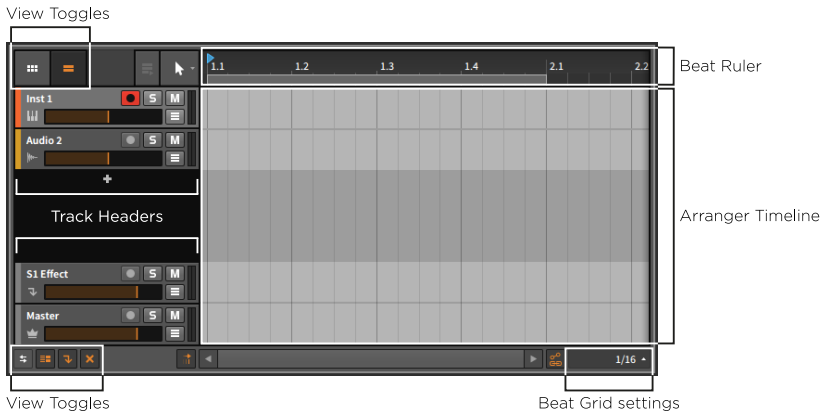 View Toggles
1.1 1.2 1.3 1.4 2.1 2.2
Beat Ruler
Inst 1 S M
Audio 2 S M
+
Track Headers
Arranger Timeline
S1 Effect S M
Master S M
1/16
View Toggles
Beat Grid settings